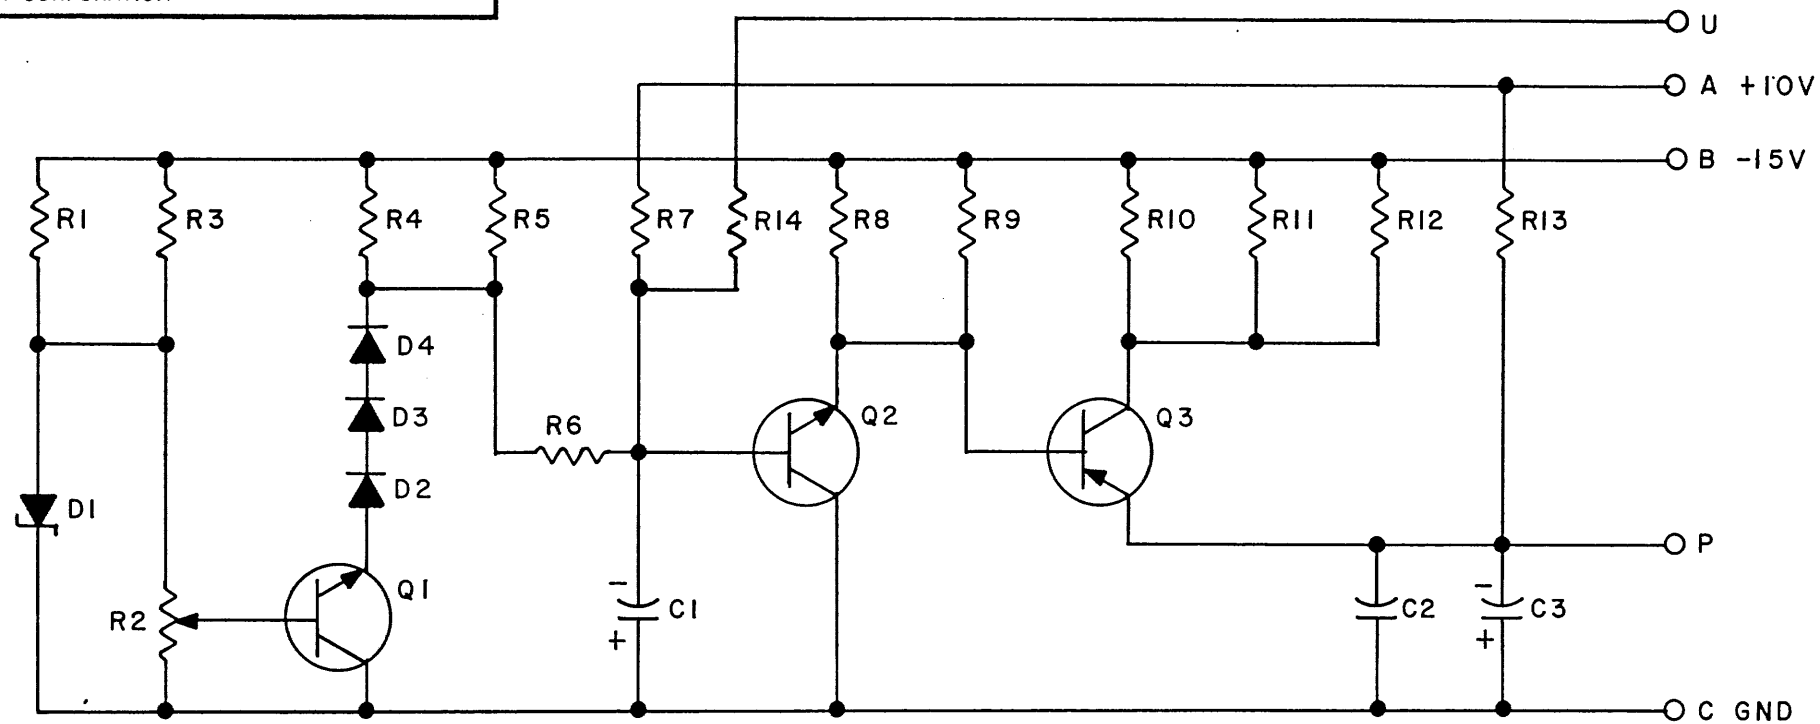 U
A +10V
B -15V
R1 R3 R4 R5 R7 R14 R8 R9 R10 R11 R12 R13
D4
D3
R6 Q2 Q3
D2
D1
P
Q1
- -
R2 C1 C2 C3
+ +
C GND